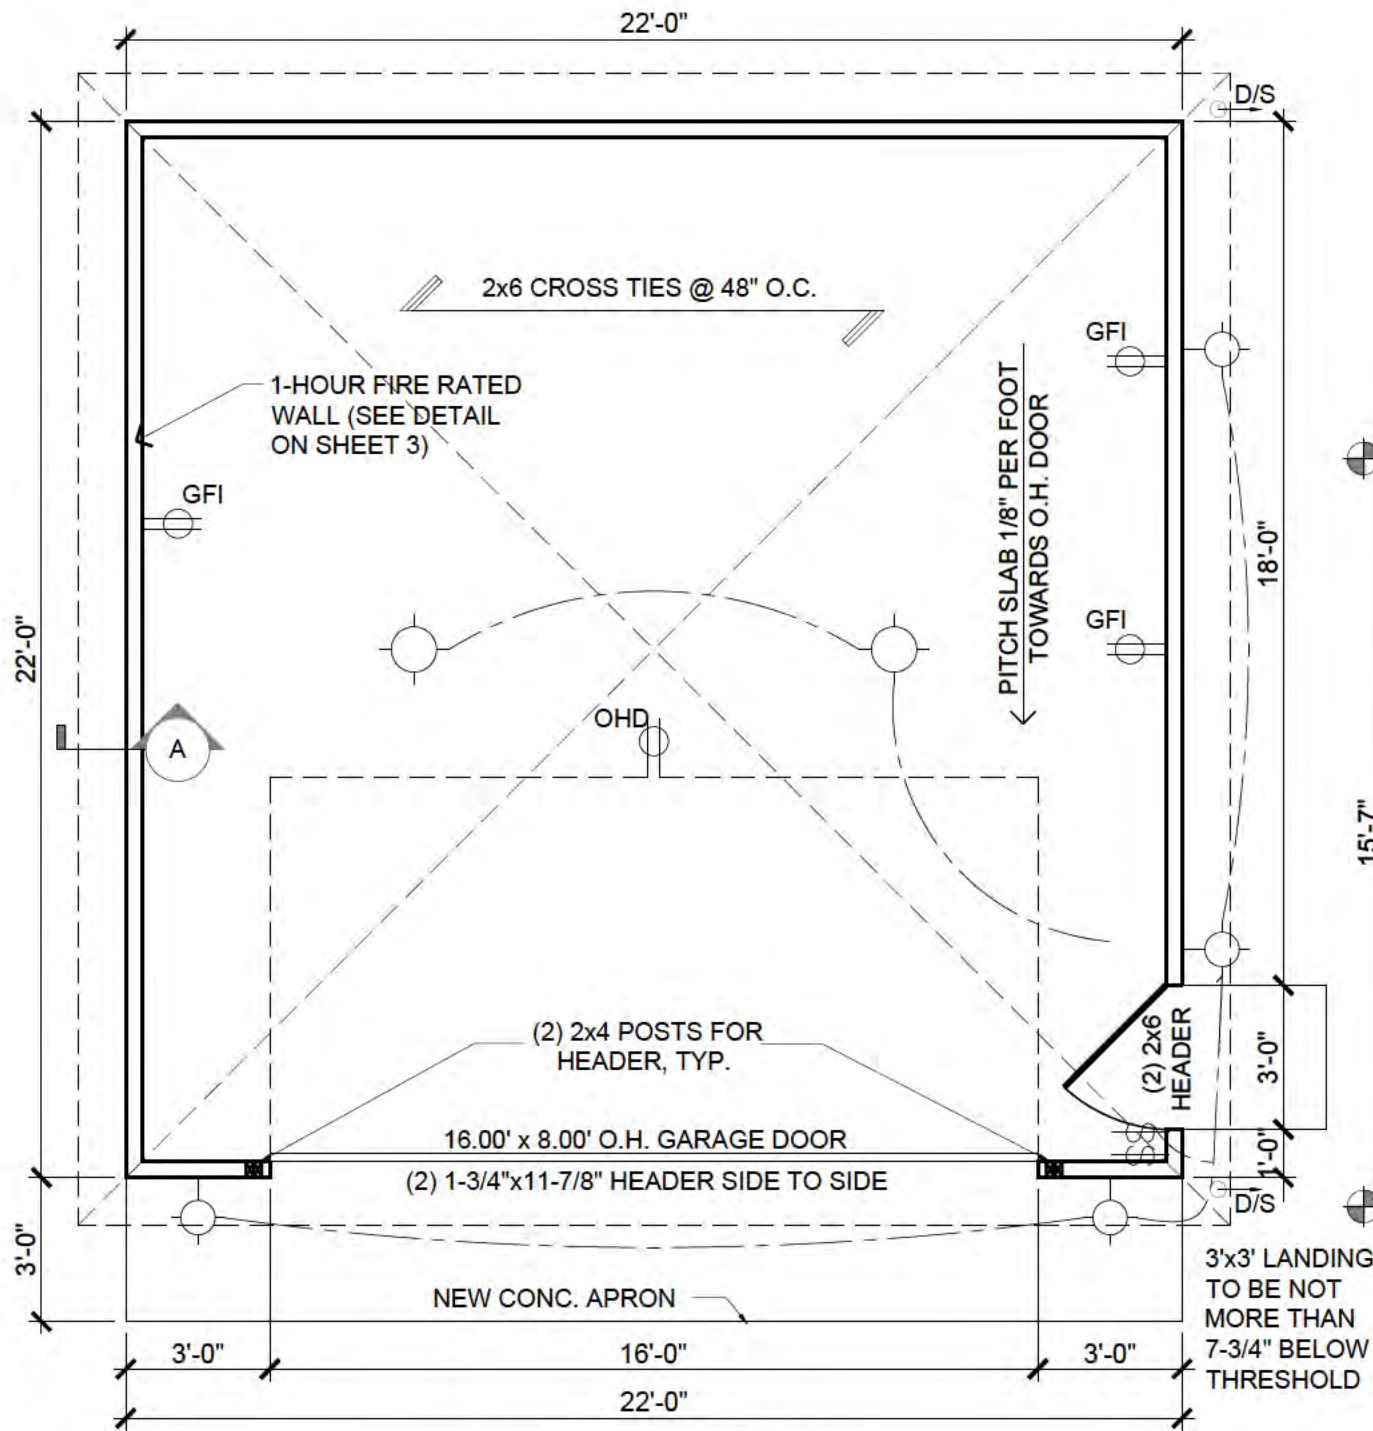 22'-0"
D/S
2x6 CROSS TIES @ 48" O.C.
GFI
1-HOUR FIRE RATED
WALL (SEE DETAIL
ON SHEET 3)
GFI
PITCH SLAB 1/8" PER FOOT
TOWARDS O.H. DOOR
18'-0"
GFI
22'-0"
OHD
A
15'-7"
(2) 2x4 POSTS FOR
HEADER, TYP.
(2) 2x6
HEADER
3'-0"
16.00' x 8.00' O.H. GARAGE DOOR
(2) 1-3/4"x11-7/8" HEADER SIDE TO SIDE
1'-0"
D/S
3'-0"
NEW CONC. APRON
3'x3' LANDING
TO BE NOT
MORE THAN
7-3/4" BELOW
THRESHOLD
3'-0"
16'-0"
3'-0"
22'-0"